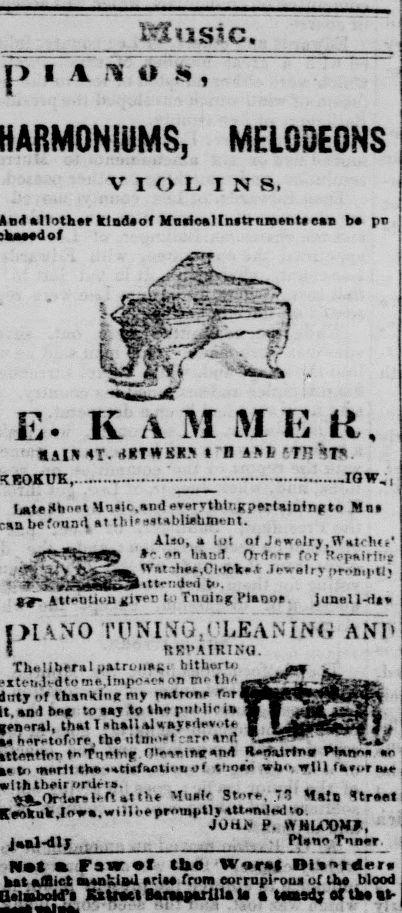 Music.
PIANOS,
HARMONIUMS, MELODEONS
VIOLINS,
And all other kinds of Musical Instruments can be pu
chased of
E. KAMMER,
MAIN ST. BETWEEN AND 5TH STS.
KEOKUK, IOW.,
Late Sheet Music, and everything pertaining to Mus
can be found at this establishment.
Also, a lot of Jewelry, Watches
&c. on hand. Orders for Repairing
Watches, Clocks & Jewelry promptly
attended to.
Attention given to Tuning Pianos. jan11-d&w
PIANO TUNING, CLEANING AND
REPAIRING.
The liberal patronage hitherto
extended to me, imposes on me the
duty of thanking my patrons for
it, and beg to say to the public in
general, that I shall always devote
as heretofore, the utmost care and
attention to Tuning, Cleaning and Repairing Pianos so
as to merit the satisfaction of those who will favor me
with their orders.
Orders left at the Music Store, 73 Main Street
Keokuk, Iowa, will be promptly attended to.
JOHN P. WHLCOMS,
jan1-d1y Piano Tuner.
Not a Few of the Worst Disorders
hat afflict mankind arise from corruptions of the blood
Helmbold's Extract Sarsaparilla is a remedy of the ut-
most value.